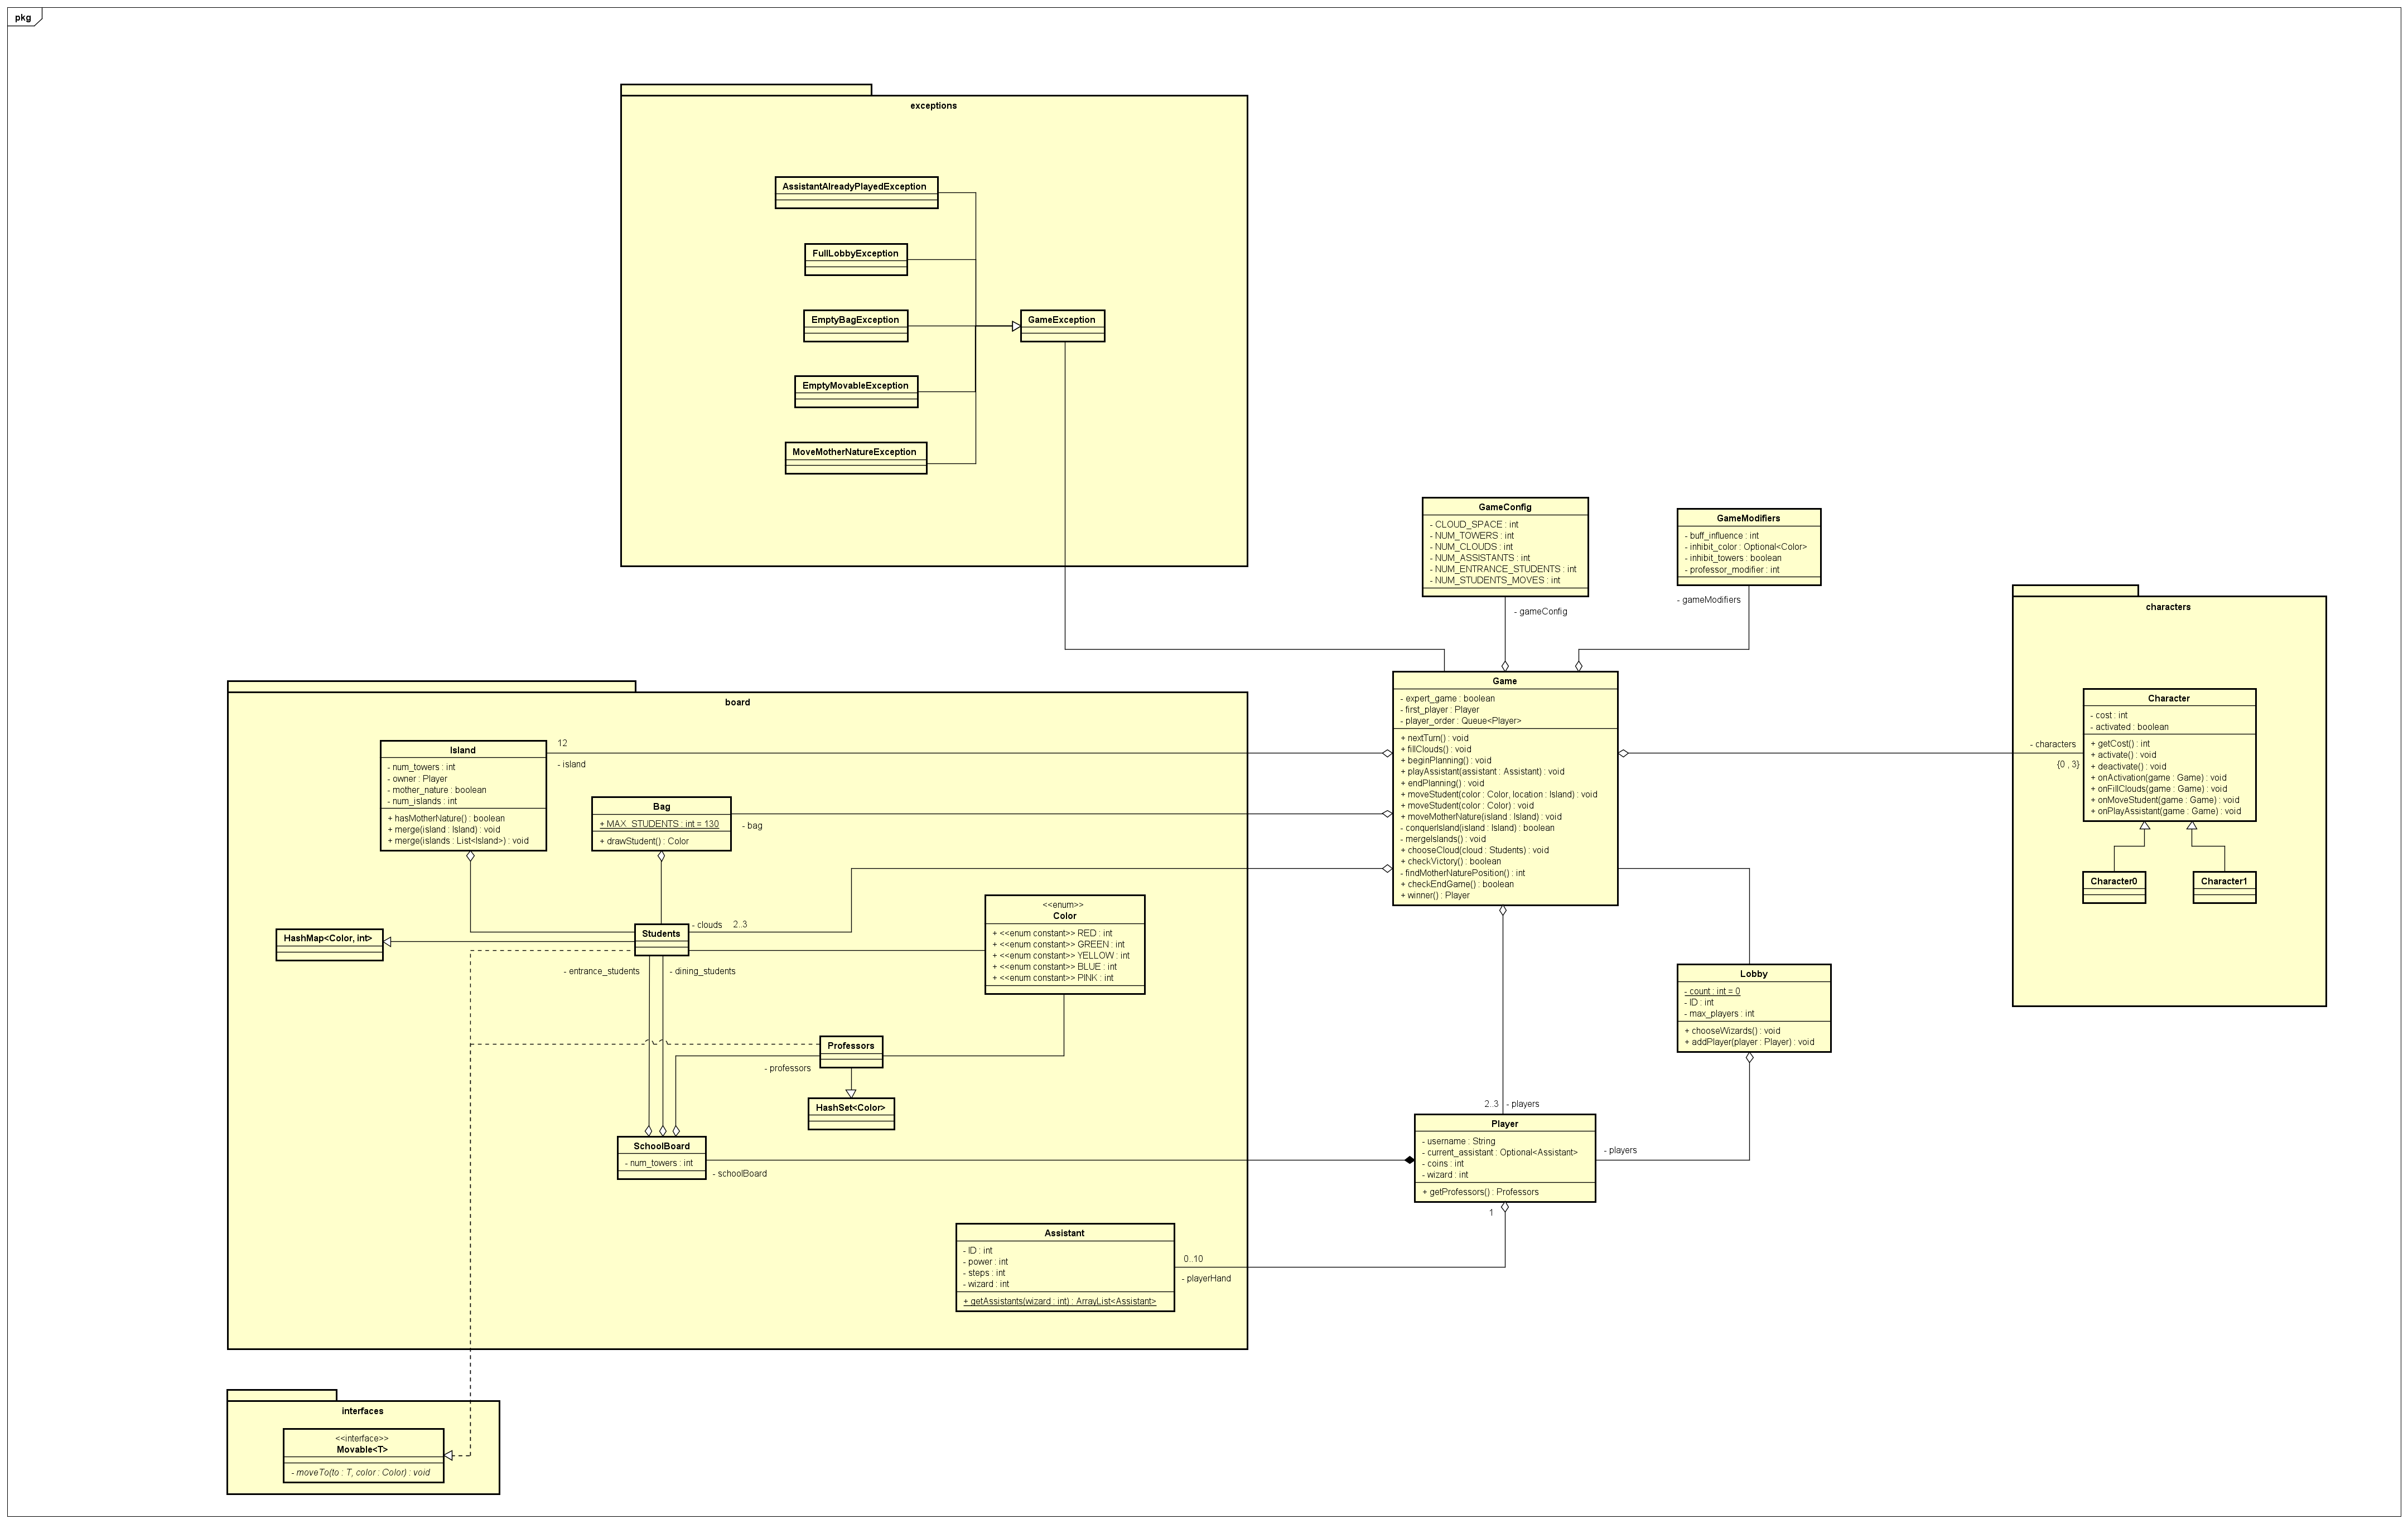 pkg
exceptions
AssistantAlreadyPlayedException
FullLobbyException
EmptyBagException
GameException
EmptyMovableException
MoveMotherNatureException
GameConfig
- CLOUD_SPACE : int
- NUM_TOWERS : int
- NUM_CLOUDS : int
- NUM_ASSISTANTS : int
- NUM_ENTRANCE_STUDENTS : int
- NUM_STUDENTS_MOVES : int
- gameConfig
GameModifiers
- buff_influence : int
- inhibit_color : Optional<Color>
- inhibit_towers : boolean
- professor_modifier : int
- gameModifiers
characters
Character
- cost : int
- activated : boolean
+ getCost() : int
+ activate() : void
+ deactivate() : void
+ onActivation(game : Game) : void
+ onFillClouds(game : Game) : void
+ onMoveStudent(game : Game) : void
+ onPlayAssistant(game : Game) : void
- characters
{0 , 3}
Character0
Character1
Game
- expert_game : boolean
- first_player : Player
- player_order : Queue<Player>
+ nextTurn() : void
+ fillClouds() : void
+ beginPlanning() : void
+ playAssistant(assistant : Assistant) : void
+ endPlanning() : void
+ moveStudent(color : Color, location : Island) : void
+ moveStudent(color : Color) : void
+ moveMotherNature(island : Island) : void
- conquerIsland(island : Island) : boolean
- mergeIslands() : void
+ chooseCloud(cloud : Students) : void
+ checkVictory() : boolean
- findMotherNaturePosition() : int
+ checkEndGame() : boolean
+ winner() : Player
board
Island
- num_towers : int
- owner : Player
- mother_nature : boolean
- num_islands : int
+ hasMotherNature() : boolean
+ merge(island : Island) : void
+ merge(islands : List<Island>) : void
12
- island
Bag
+ MAX_STUDENTS : int = 130
+ drawStudent() : Color
- bag
<<enum>>
Color
+ <<enum constant>> RED : int
+ <<enum constant>> GREEN : int
+ <<enum constant>> YELLOW : int
+ <<enum constant>> BLUE : int
+ <<enum constant>> PINK : int
HashMap<Color, int>
Students
- clouds 2..3
- entrance_students
- dining_students
Professors
- professors
HashSet<Color>
SchoolBoard
- num_towers : int
- schoolBoard
Lobby
- count : int = 0
- ID : int
- max_players : int
+ chooseWizards() : void
+ addPlayer(player : Player) : void
2..3 - players
Player
- username : String
- current_assistant : Optional<Assistant>
- coins : int
- wizard : int
+ getProfessors() : Professors
- players
1
Assistant
- ID : int
- power : int
- steps : int
- wizard : int
+ getAssistants(wizard : int) : ArrayList<Assistant>
0..10
- playerHand
interfaces
<<interface>>
Movable<T>
- moveTo(to : T, color : Color) : void